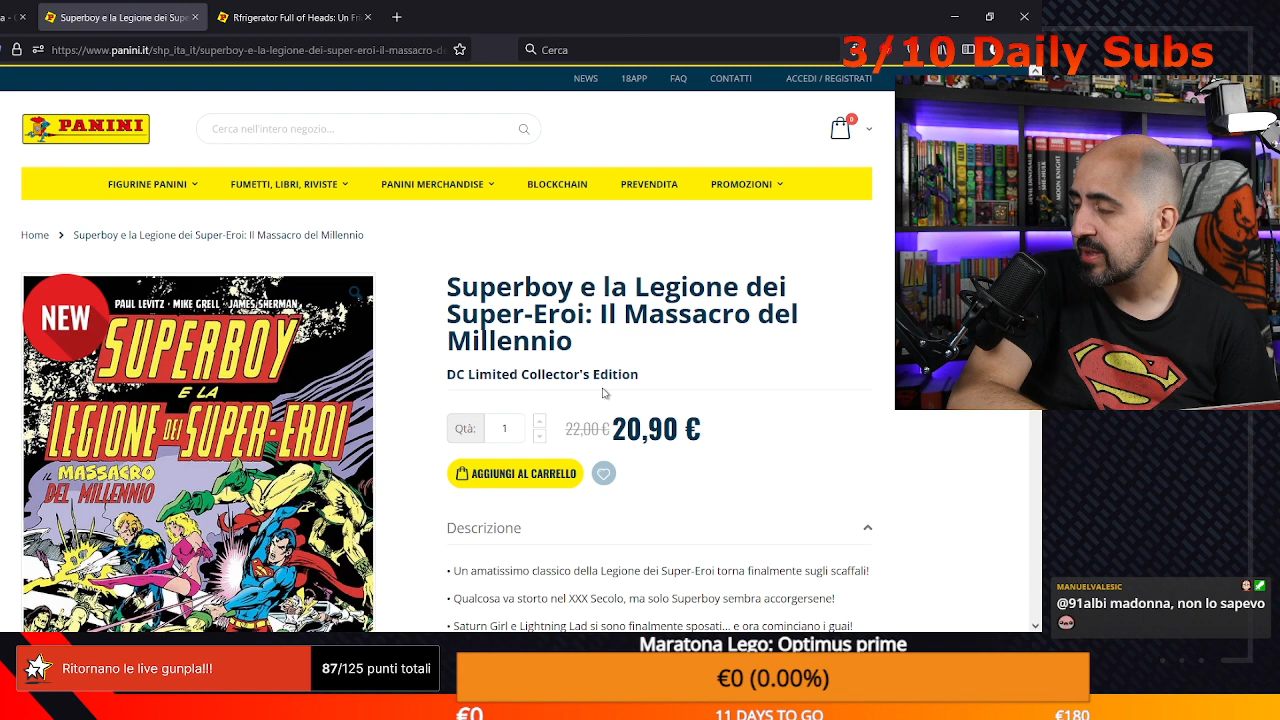 Superboy e la Legione dei Supe
Rfrigerator Full of Heads: Un Fri
https://www.panini.it/shp_ita_it/superboy-e-la-legione-dei-super-eroi-il-massacro-d
Cerca
3/10 Daily Subs
NEWS
18APP
FAQ
CONTATTI
ACCEDI / REGISTRATI
PANINI
Cerca nell'intero negozio...
0
FIGURINE PANINI
FUMETTI, LIBRI, RIVISTE
PANINI MERCHANDISE
BLOCKCHAIN
PREVENDITA
PROMOZIONI
Home > Superboy e la Legione dei Super-Eroi: Il Massacro del Millennio
NEW
PAUL LEVITZ · MIKE GRELL · JAMES SHERMAN
SUPERBOY
E LA
LEGIONE DEI SUPER-EROI
IL MASSACRO
DEL MILLENNIO
Superboy e la Legione dei
Super-Eroi: Il Massacro del
Millennio
DC Limited Collector's Edition
Qtà: 1 22,00 € 20,90 €
AGGIUNGI AL CARRELLO
Descrizione
• Un amatissimo classico della Legione dei Super-Eroi torna finalmente sugli scaffali!
• Qualcosa va storto nel XXX Secolo, ma solo Superboy sembra accorgersene!
• Saturn Girl e Lightning Lad si sono finalmente sposati... e ora cominciano i guai!
MOON KNIGHT
MANUELVALESIC
@91albi madonna, non lo sapevo
Ritornano le live gunpla!!!
87/125 punti totali
Maratona Lego: Optimus prime
€0 (0.00%)
€0
11 DAYS TO GO
€180